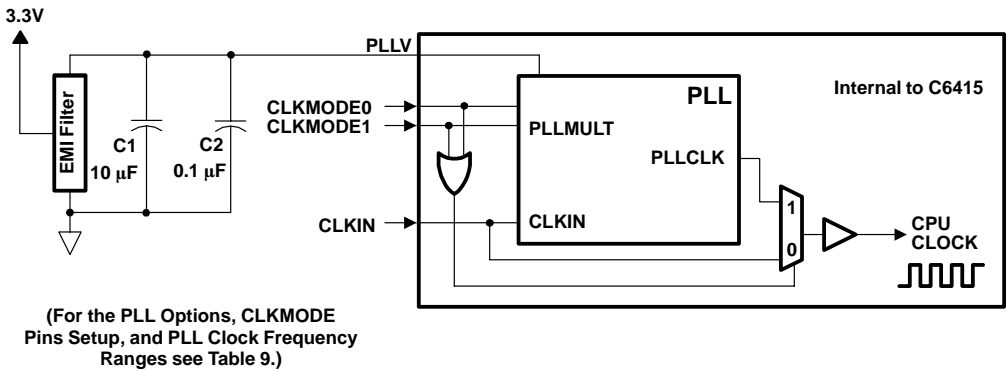 3.3V
EMI Filter
C1
10 μF
C2
0.1 μF
PLLV
CLKMODE0
CLKMODE1
CLKIN
PLL
PLLMULT
PLLCLK
CLKIN
Internal to C6415
1
0
CPU
CLOCK
(For the PLL Options, CLKMODE
Pins Setup, and PLL Clock Frequency
Ranges see Table 9.)